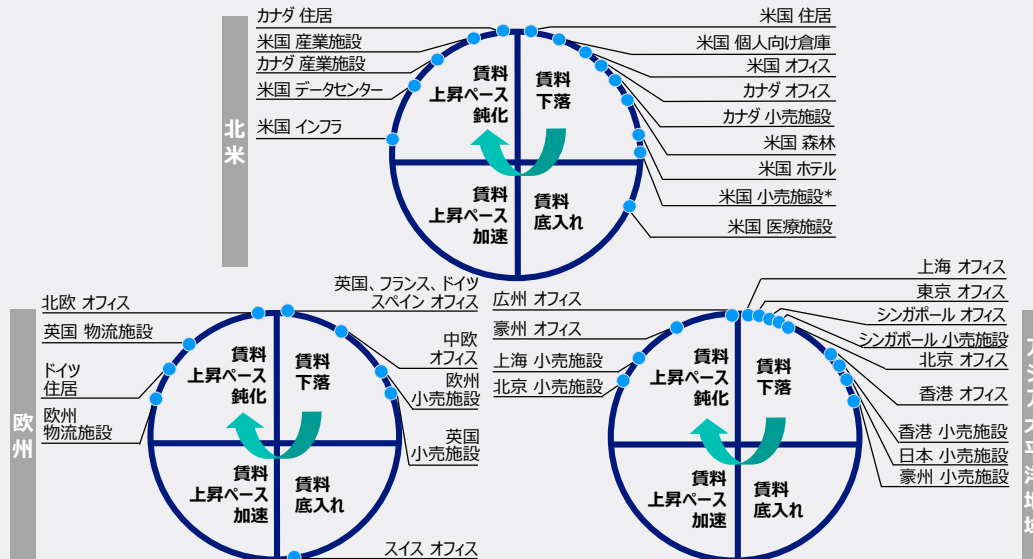 北米
カナダ 住居
米国 産業施設
カナダ 産業施設
米国 データセンター
米国 インフラ
米国 住居
米国 個人向け倉庫
米国 オフィス
カナダ オフィス
カナダ 小売施設
米国 森林
米国 ホテル
米国 小売施設*
米国 医療施設
賃料
上昇ペース
鈍化
賃料
下落
賃料
上昇ペース
加速
賃料
底入れ
欧州
北欧 オフィス
英国 物流施設
ドイツ
住居
欧州
物流施設
英国、フランス、ドイツ
スペイン オフィス
中欧
オフィス
欧州
小売施設
英国
小売施設
スイス オフィス
賃料
上昇ペース
鈍化
賃料
下落
賃料
上昇ペース
加速
賃料
底入れ
アジア太平洋地域
広州 オフィス
豪州 オフィス
上海 小売施設
北京 小売施設
上海 オフィス
東京 オフィス
シンガポール オフィス
シンガポール 小売施設
北京 オフィス
香港 オフィス
香港 小売施設
日本 小売施設
豪州 小売施設
賃料
上昇ペース
鈍化
賃料
下落
賃料
上昇ペース
加速
賃料
底入れ